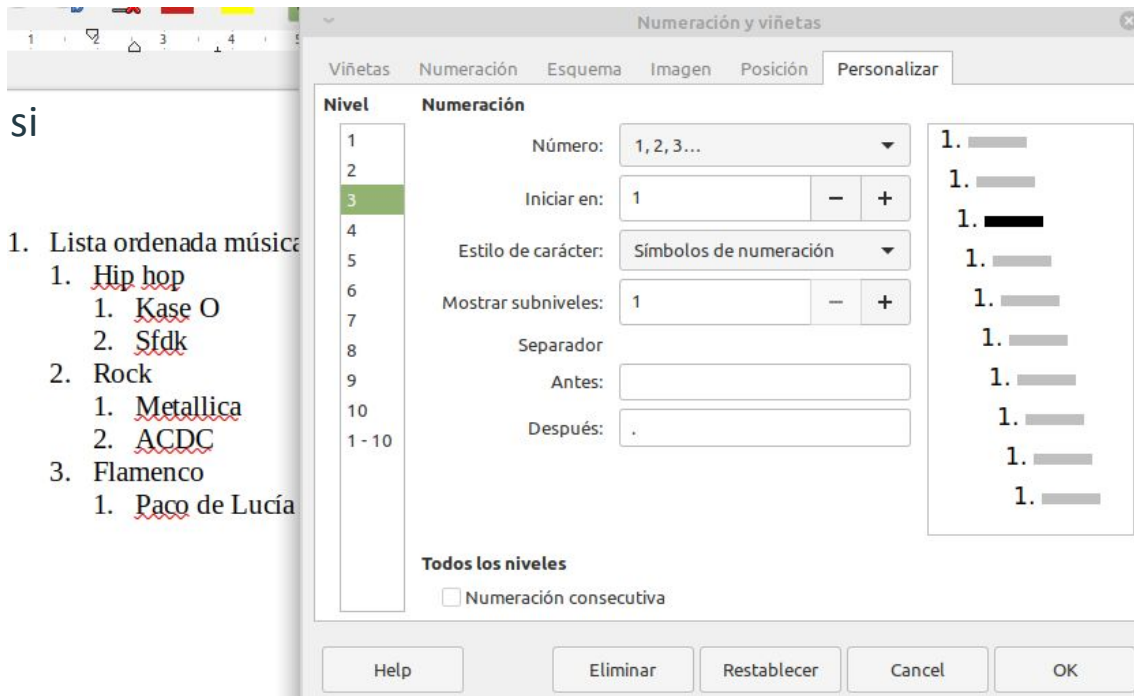 1 2 3 4 5
si
1. Lista ordenada música
1. Hip hop
1. Kase O
2. Sfdk
2. Rock
1. Metallica
2. ACDC
3. Flamenco
1. Paco de Lucía
Numeración y viñetas
Viñetas Numeración Esquema Imagen Posición Personalizar
Nivel
1
2
3
4
5
6
7
8
9
10
1 - 10
Numeración
Número: 1, 2, 3...
Iniciar en: 1 − +
Estilo de carácter: Símbolos de numeración
Mostrar subniveles: 1 − +
Separador
Antes:
Después: .
Todos los niveles
Numeración consecutiva
1.
1.
1.
1.
1.
1.
1.
1.
1.
1.
Help Eliminar Restablecer Cancel OK